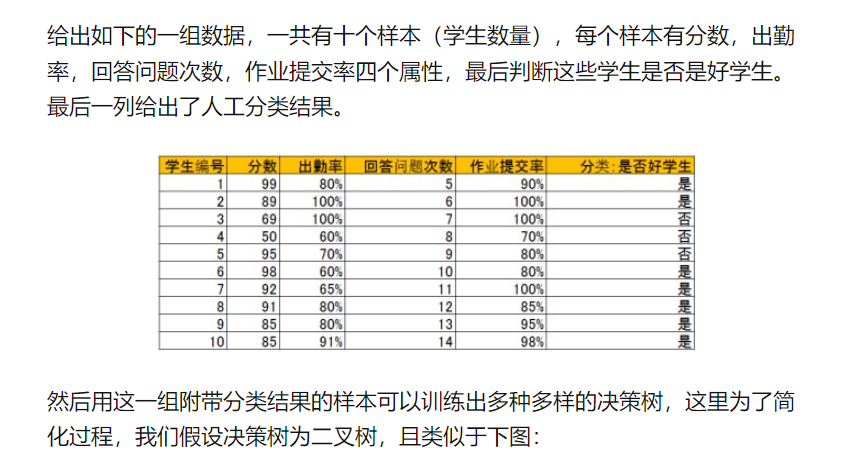 给出如下的一组数据，一共有十个样本（学生数量），每个样本有分数，出勤
率，回答问题次数，作业提交率四个属性，最后判断这些学生是否是好学生。
最后一列给出了人工分类结果。
学生编号 分数 出勤率 回答问题次数 作业提交率 分类:是否好学生
1 99 80% 5 90% 是
2 89 100% 6 100% 是
3 69 100% 7 100% 否
4 50 60% 8 70% 否
5 95 70% 9 80% 否
6 98 60% 10 80% 是
7 92 65% 11 100% 是
8 91 80% 12 85% 是
9 85 80% 13 95% 是
10 85 91% 14 98% 是
然后用这一组附带分类结果的样本可以训练出多种多样的决策树，这里为了简
化过程，我们假设决策树为二叉树，且类似于下图：